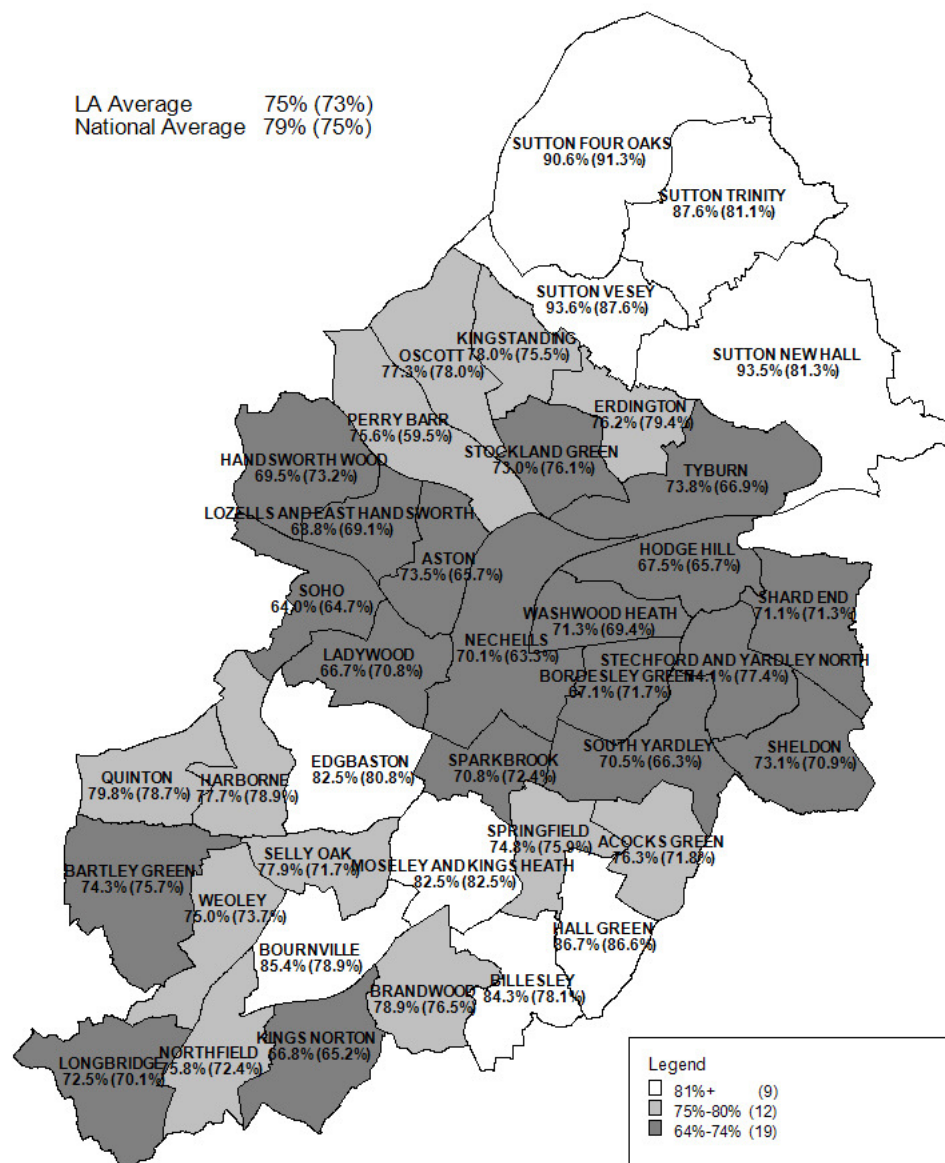 LA Average 75% (73%)
National Average 79% (75%)
SUTTON FOUR OAKS
90.6% (91.3%)
SUTTON TRINITY
87.6% (81.1%)
SUTTON VESEY
93.6% (87.6%)
SUTTON NEW HALL
93.5% (81.3%)
KINGSTANDING
78.0% (75.5%)
OSCOTT
77.3% (78.0%)
ERDINGTON
76.2% (79.4%)
PERRY BARR
75.6% (59.5%)
STOCKLAND GREEN
73.0% (76.1%)
TYBURN
73.8% (66.9%)
HANDSWORTH WOOD
69.5% (73.2%)
LOZELLS AND EAST HANDSWORTH
68.8% (69.1%)
ASTON
73.5% (65.7%)
HODGE HILL
67.5% (65.7%)
SOHO
64.0% (64.7%)
SHARD END
71.1% (71.3%)
WASHWOOD HEATH
71.3% (69.4%)
LADYWOOD
66.7% (70.8%)
NECHELLS
70.1% (63.3%)
STECHFORD AND YARDLEY NORTH
74.1% (77.4%)
BORDESLEY GREEN
67.1% (71.7%)
EDGBASTON
82.5% (80.8%)
SPARKBROOK
70.8% (72.4%)
SOUTH YARDLEY
70.5% (66.3%)
SHELDON
73.1% (70.9%)
QUINTON
79.8% (78.7%)
HARBORNE
77.7% (78.9%)
SPRINGFIELD
74.8% (75.9%)
ACOCKS GREEN
76.3% (71.8%)
SELLY OAK
77.9% (71.7%)
MOSELEY AND KINGS HEATH
82.5% (82.5%)
BARTLEY GREEN
74.3% (75.7%)
WEOLEY
75.0% (73.7%)
HALL GREEN
86.7% (86.6%)
BOURNVILLE
85.4% (78.9%)
BILLESLEY
84.3% (78.1%)
BRANDWOOD
78.9% (76.5%)
KINGS NORTON
66.8% (65.2%)
NORTHFIELD
75.8% (72.4%)
LONGBRIDGE
72.5% (70.1%)
Legend
81%+ (9)
75%-80% (12)
64%-74% (19)